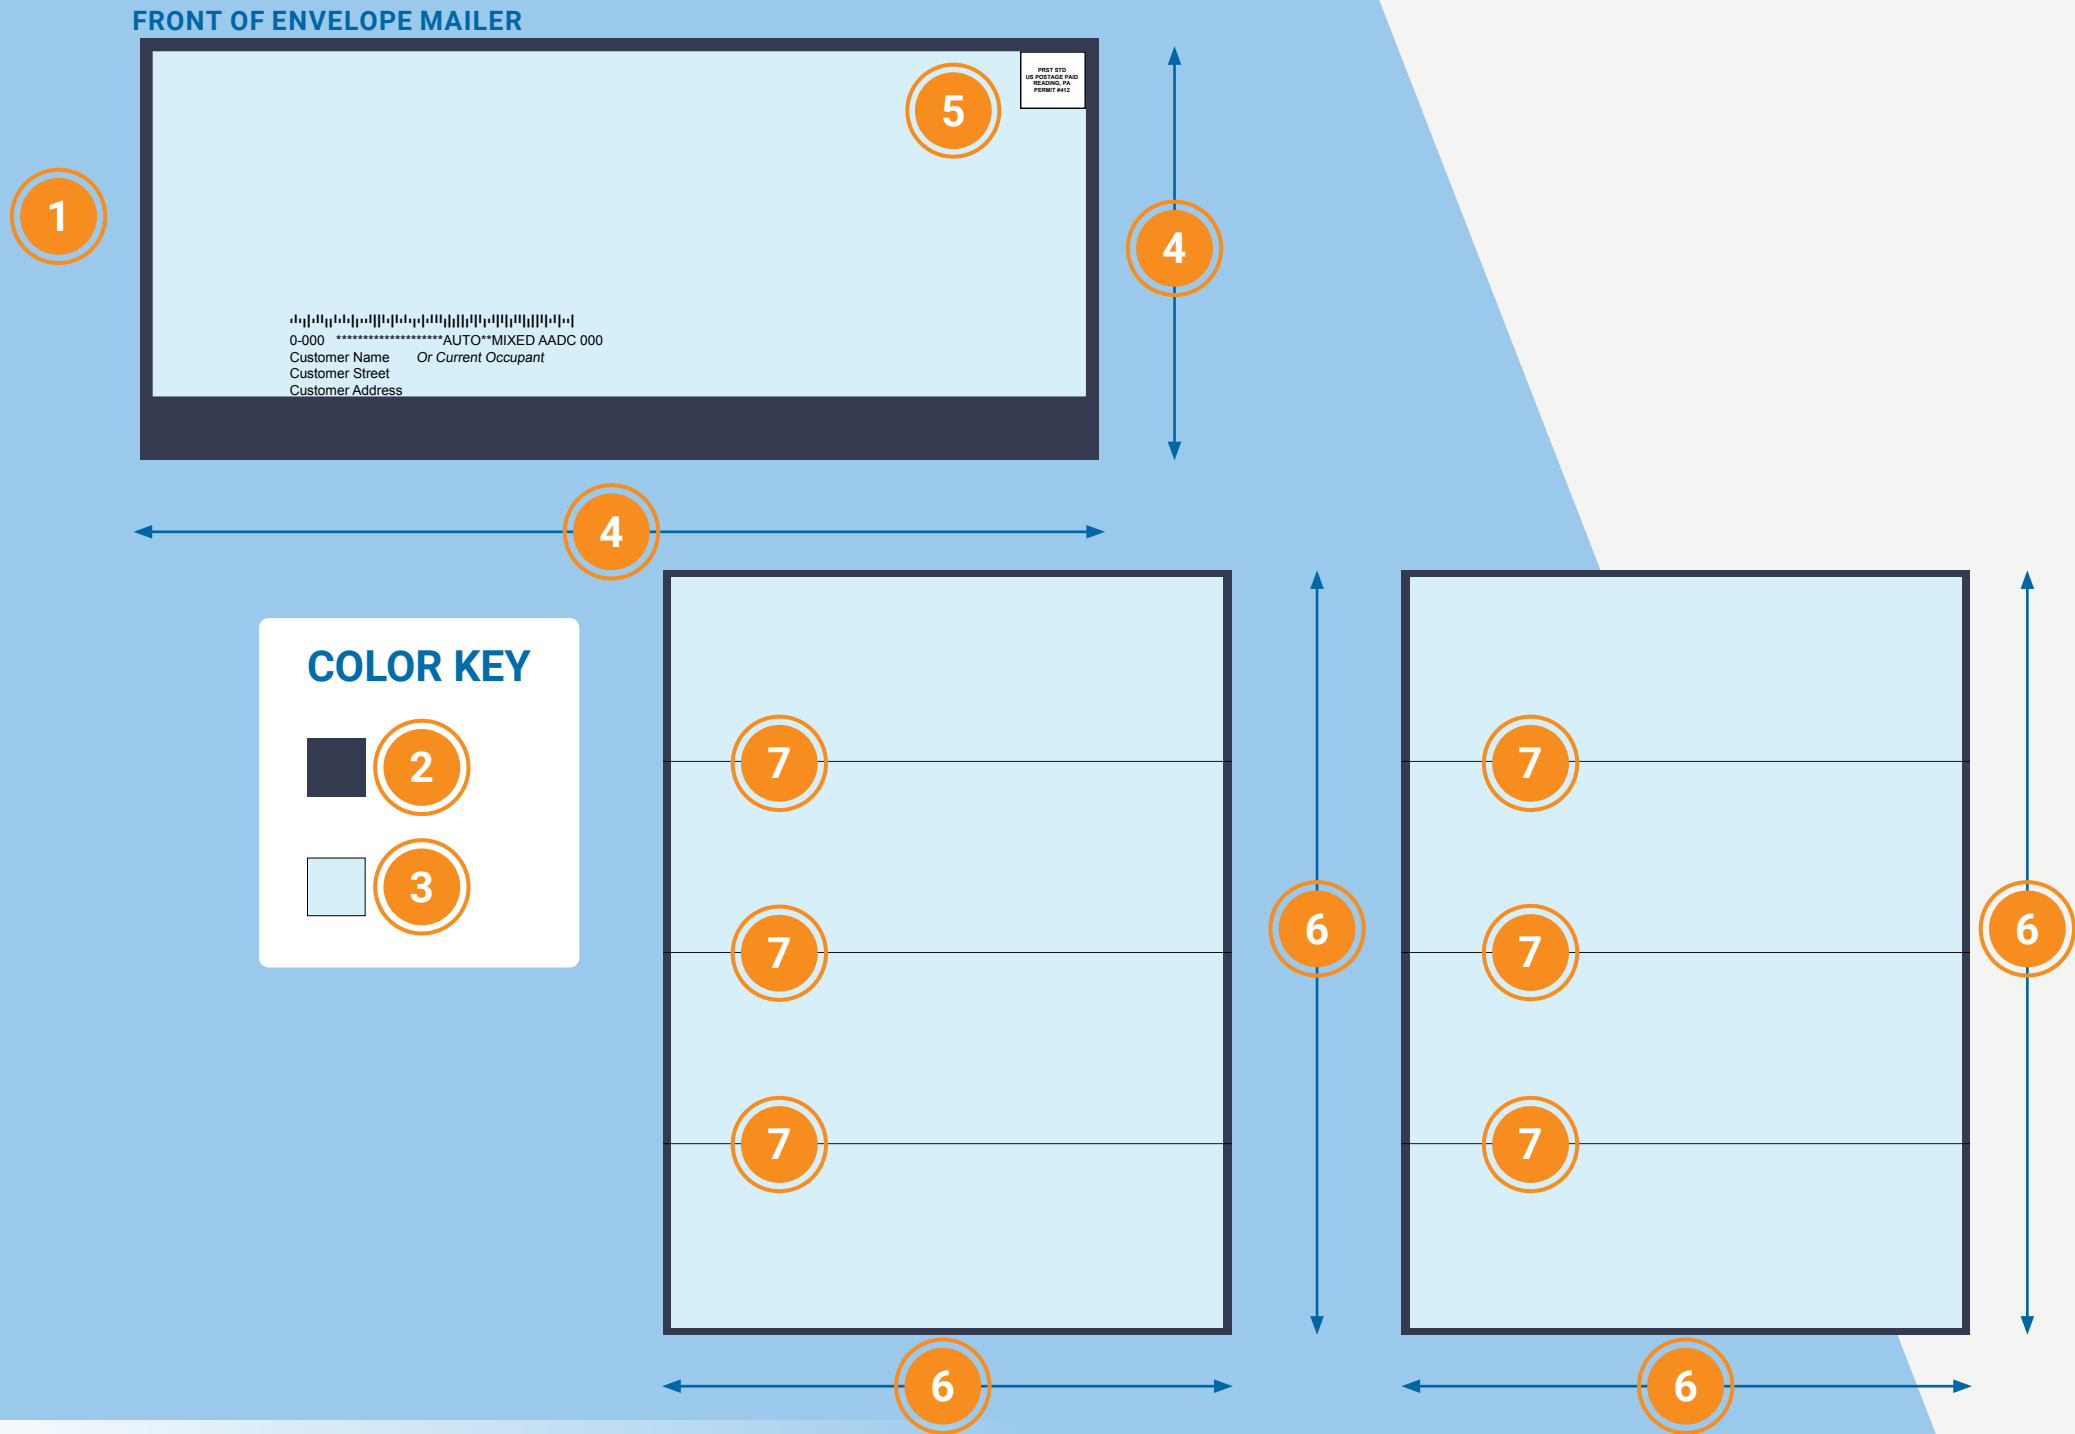 FRONT OF ENVELOPE MAILER
PRST STD
US POSTAGE PAID
READING, PA
PERMIT #412
5
1
4
0-000 ********************AUTO**MIXED AADC 000
Customer Name Or Current Occupant
Customer Street
Customer Address
4
COLOR KEY
2
3
7
7
7
7
7
7
6
6
6
6